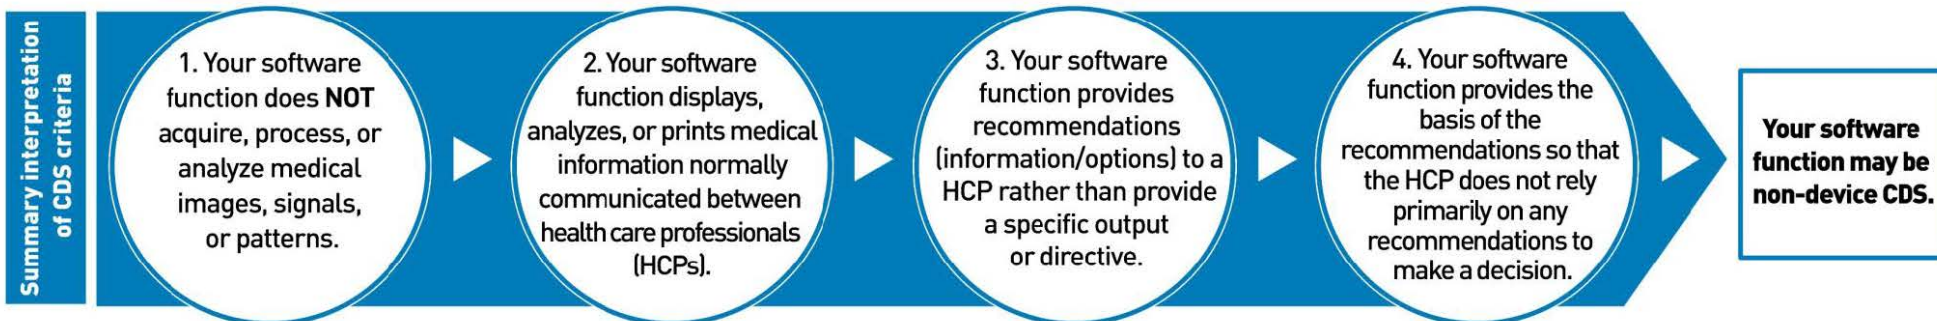 Summary interpretation
of CDS criteria
1. Your software
function does NOT
acquire, process, or
analyze medical
images, signals,
or patterns.
2. Your software
function displays,
analyzes, or prints medical
information normally
communicated between
health care professionals
(HCPs).
3. Your software
function provides
recommendations
(information/options) to a
HCP rather than provide
a specific output
or directive.
4. Your software
function provides the
basis of the
recommendations so that
the HCP does not rely
primarily on any
recommendations to
make a decision.
Your software
function may be
non-device CDS.